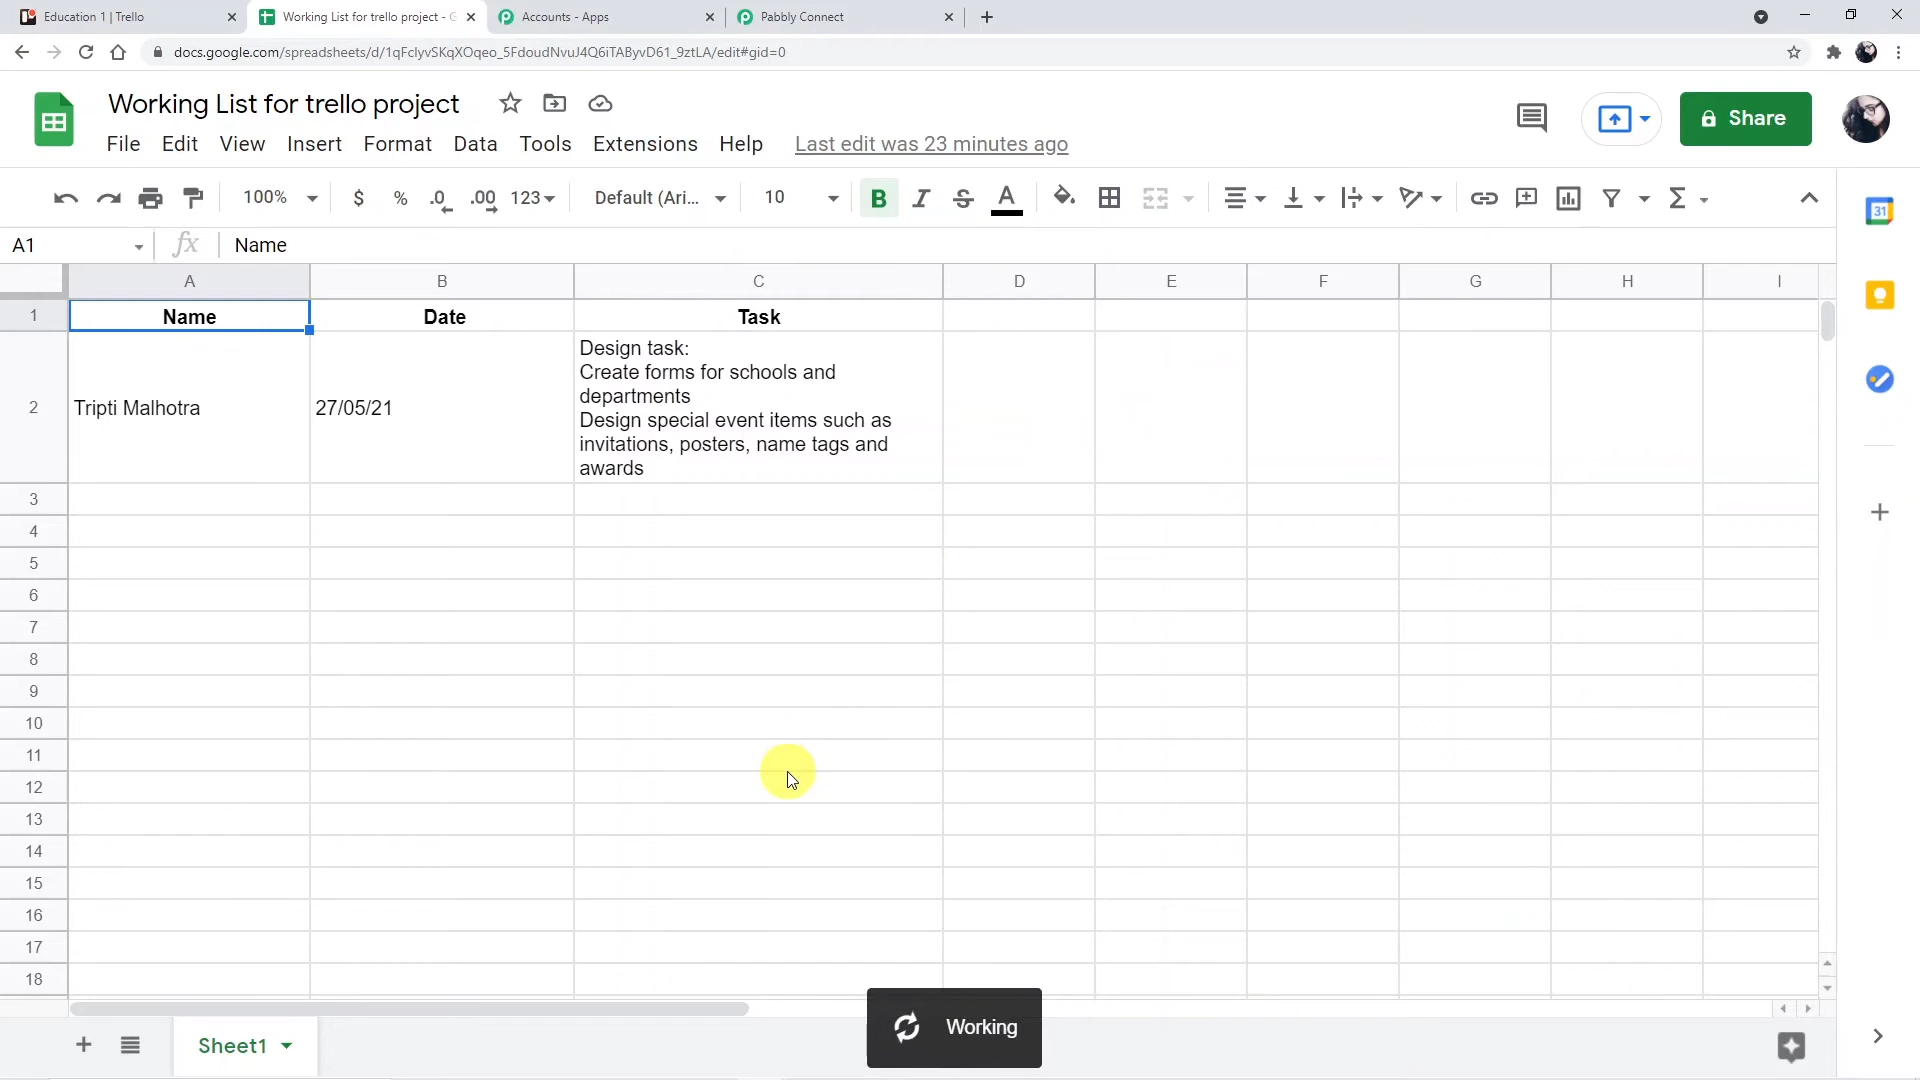 Education 1 | Trello
Working List for trello project - G
Accounts - Apps
Pabbly Connect
docs.google.com/spreadsheets/d/1qFclyvSKqXOqeo_5FdoudNvuJ4Q6iTAByvD61_9ztLA/edit#gid=0
Working List for trello project
Share
File Edit View Insert Format Data Tools Extensions Help Last edit was 23 minutes ago
100% $ % .0 .00 123 Default (Ari... 10 B I S A Σ
31
A1 fx Name
A B C D E F G H I
1 Name Date Task
2 Tripti Malhotra 27/05/21
Design task:
Create forms for schools and
departments
Design special event items such as
invitations, posters, name tags and
awards
3
4
5
6
7
8
9
10
11
12
13
14
15
16
17
18
Working
Sheet1